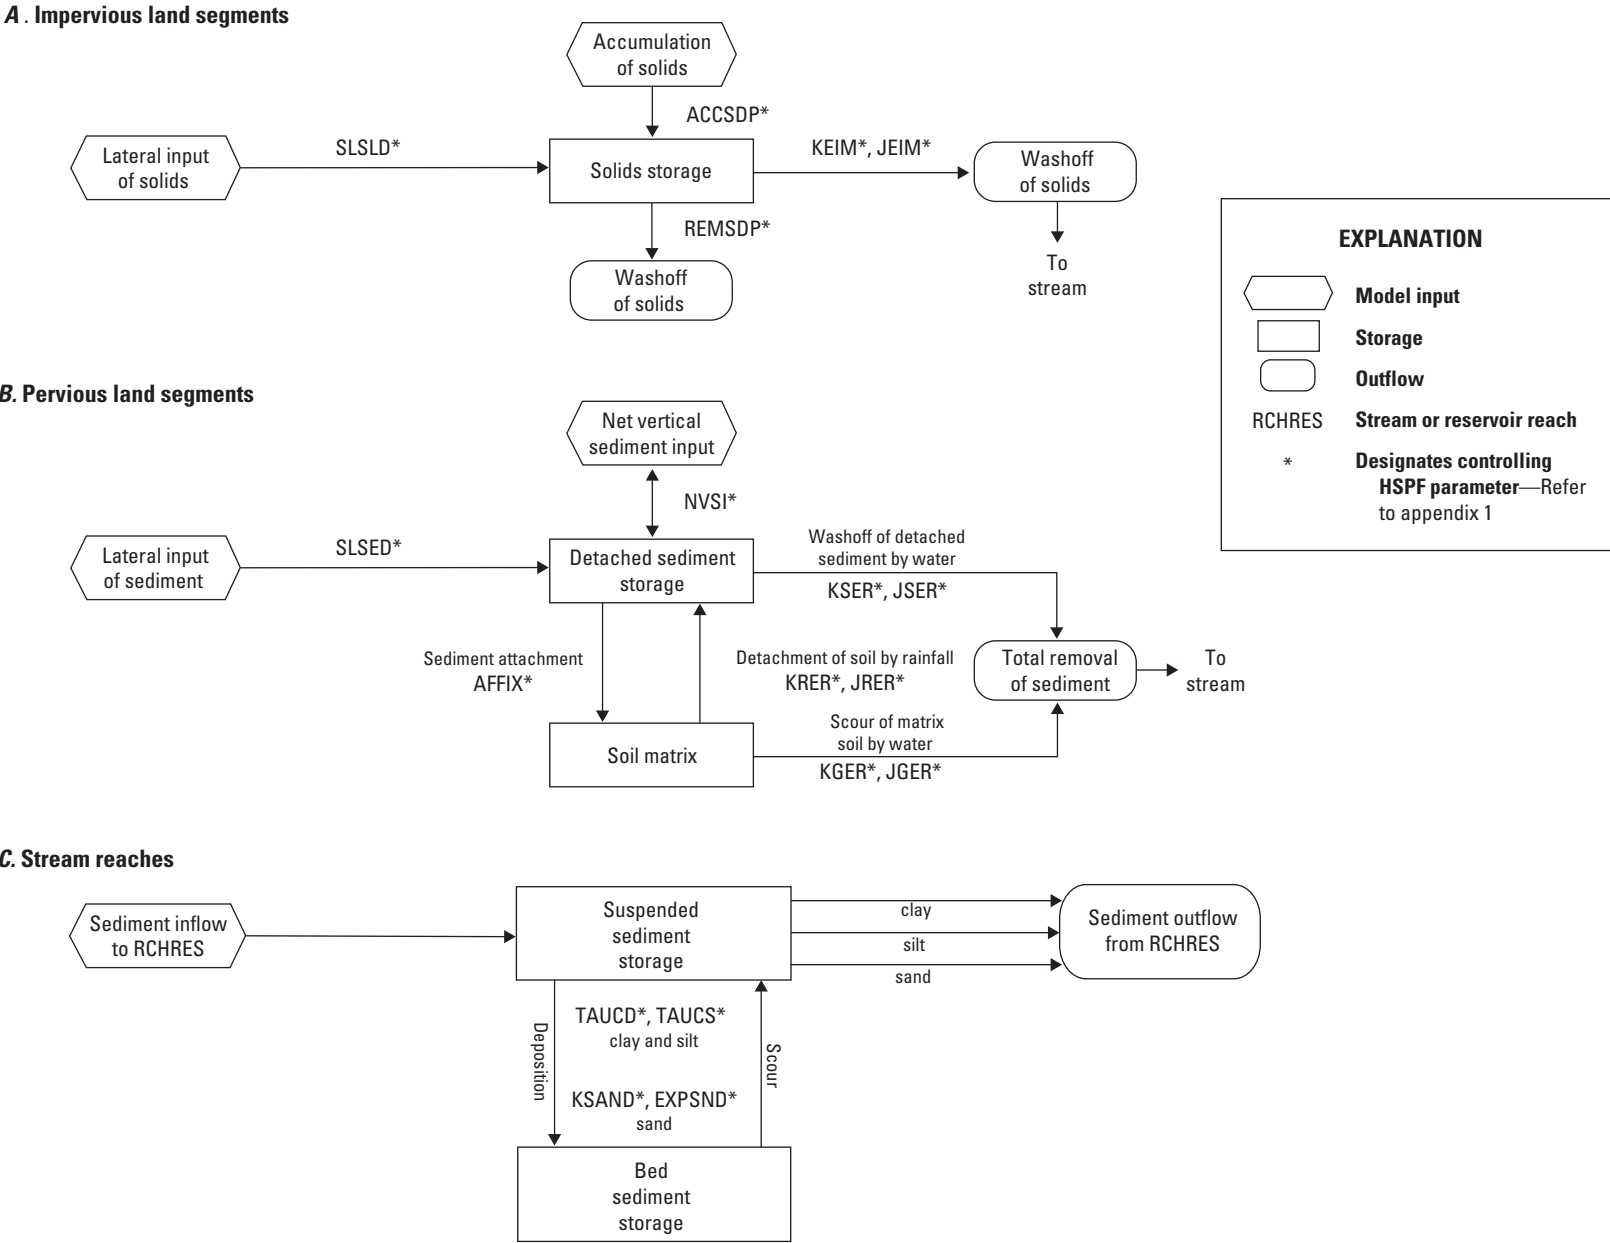 A . Impervious land segments
Accumulation
of solids
ACCSDP*
Lateral input
of solids
SLSLD*
Solids storage
KEIM*, JEIM*
Washoff
of solids
REMSDP*
Washoff
of solids
To
stream
EXPLANATION
Model input
Storage
Outflow
RCHRES Stream or reservoir reach
* Designates controlling
HSPF parameter—Refer
to appendix 1
B. Pervious land segments
Net vertical
sediment input
NVSI*
Lateral input
of sediment
SLSED*
Detached sediment
storage
Washoff of detached
sediment by water
KSER*, JSER*
Sediment attachment
AFFIX*
Detachment of soil by rainfall
KRER*, JRER*
Total removal
of sediment
To
stream
Soil matrix
Scour of matrix
soil by water
KGER*, JGER*
C. Stream reaches
Sediment inflow
to RCHRES
Suspended
sediment
storage
clay
silt
sand
Sediment outflow
from RCHRES
Deposition
TAUCD*, TAUCS*
clay and silt
KSAND*, EXPSND*
sand
Scour
Bed
sediment
storage